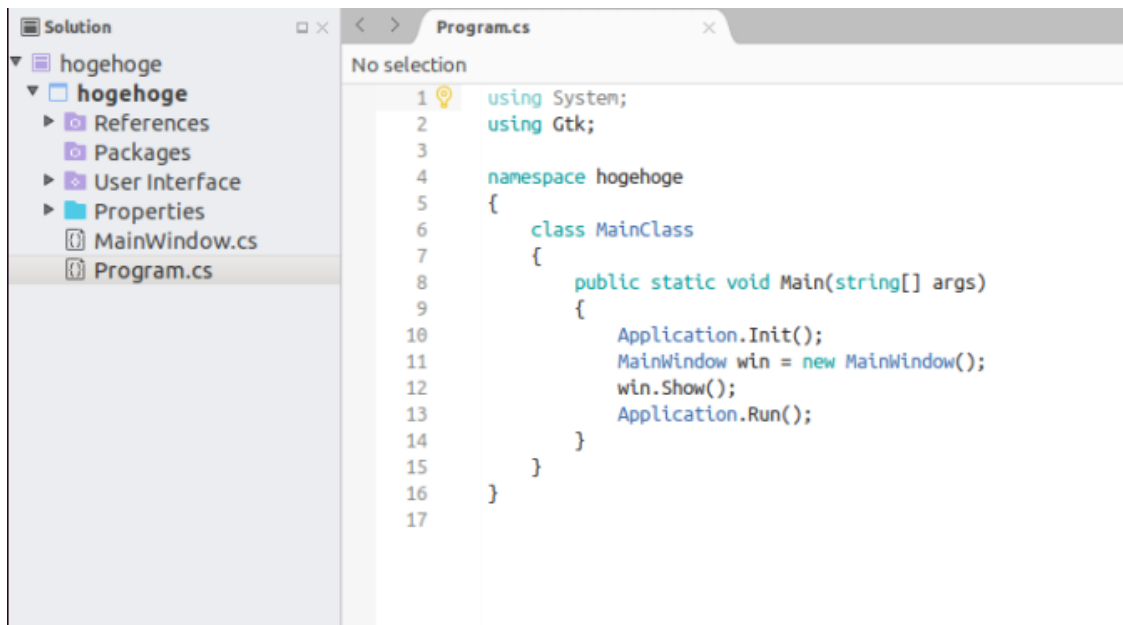 Solution
hogehoge
hogehoge
References
Packages
User Interface
Properties
MainWindow.cs
Program.cs
Program.cs
No selection
1 using System;
2 using Gtk;
3
4 namespace hogehoge
5 {
6 class MainClass
7 {
8 public static void Main(string[] args)
9 {
10 Application.Init();
11 MainWindow win = new MainWindow();
12 win.Show();
13 Application.Run();
14 }
15 }
16 }
17